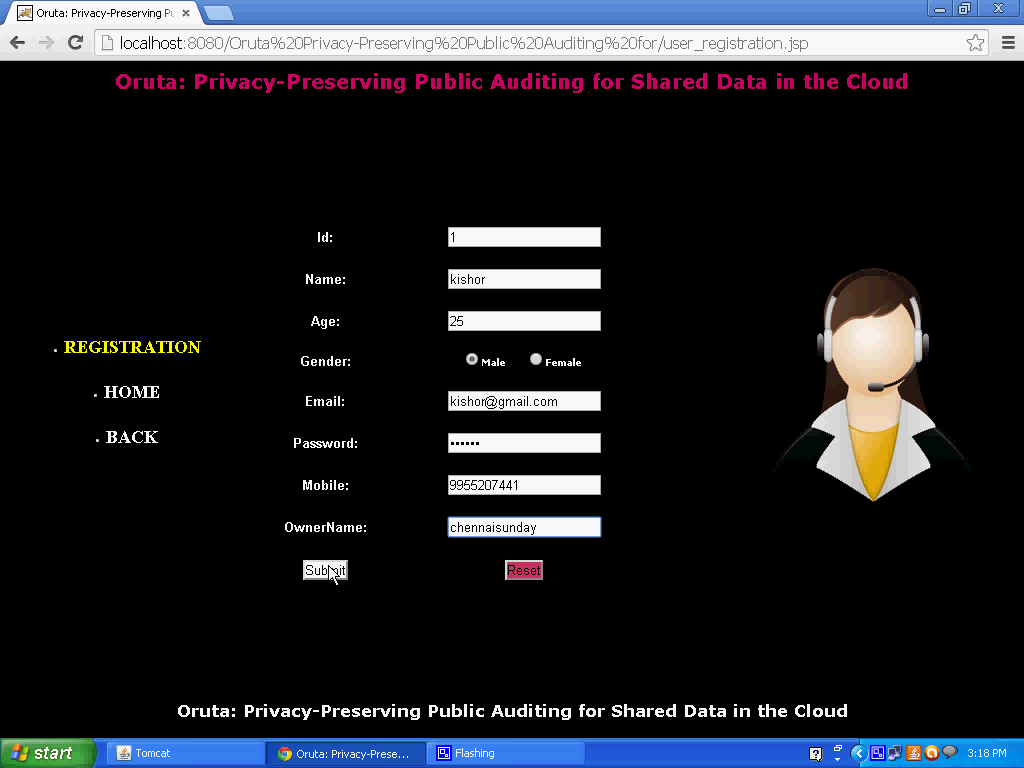 Oruta: Privacy-Preserving Pu
localhost:8080/Oruta%20Privacy-Preserving%20Public%20Auditing%20for/user_registration.jsp
Oruta: Privacy-Preserving Public Auditing for Shared Data in the Cloud
Id: 1
Name: kishor
Age: 25
REGISTRATION
Gender: Male Female
HOME
Email: kishor@gmail.com
BACK
Password: ••••••
Mobile: 9955207441
OwnerName: chennaisunday
Submit Reset
Oruta: Privacy-Preserving Public Auditing for Shared Data in the Cloud
start Tomcat Oruta: Privacy-Prese... Flashing 3:18 PM